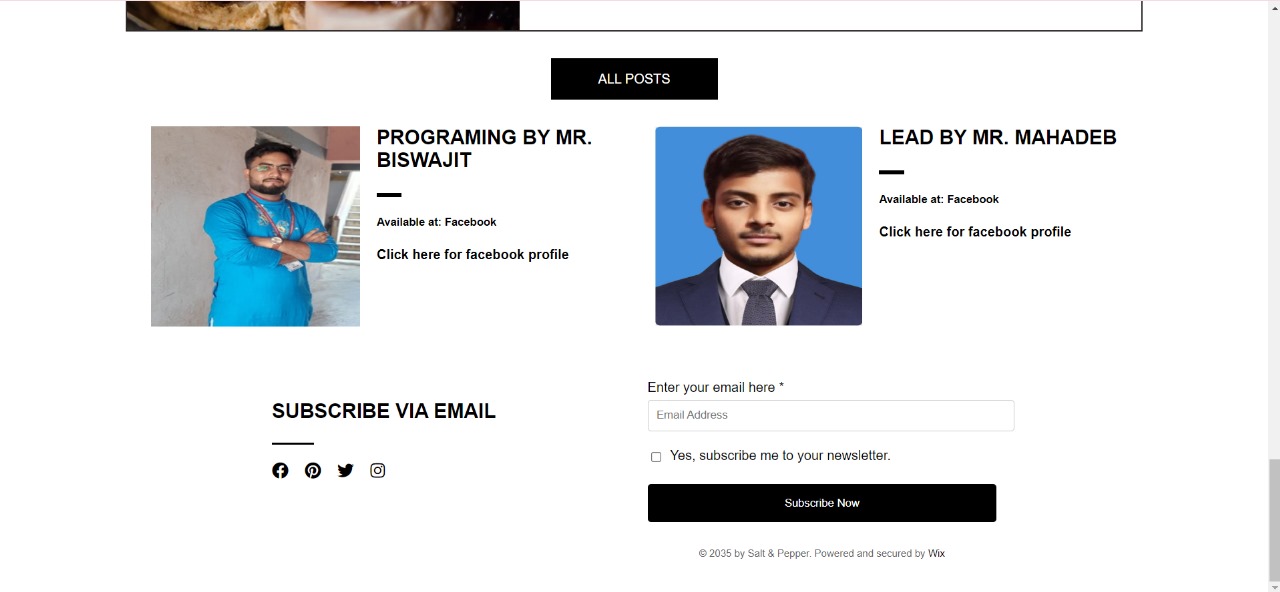 ALL POSTS
PROGRAMING BY MR.
BISWAJIT
Available at: Facebook
Click here for facebook profile
LEAD BY MR. MAHADEB
Available at: Facebook
Click here for facebook profile
SUBSCRIBE VIA EMAIL
Enter your email here *
Email Address
Yes, subscribe me to your newsletter.
Subscribe Now
© 2035 by Salt & Pepper. Powered and secured by Wix